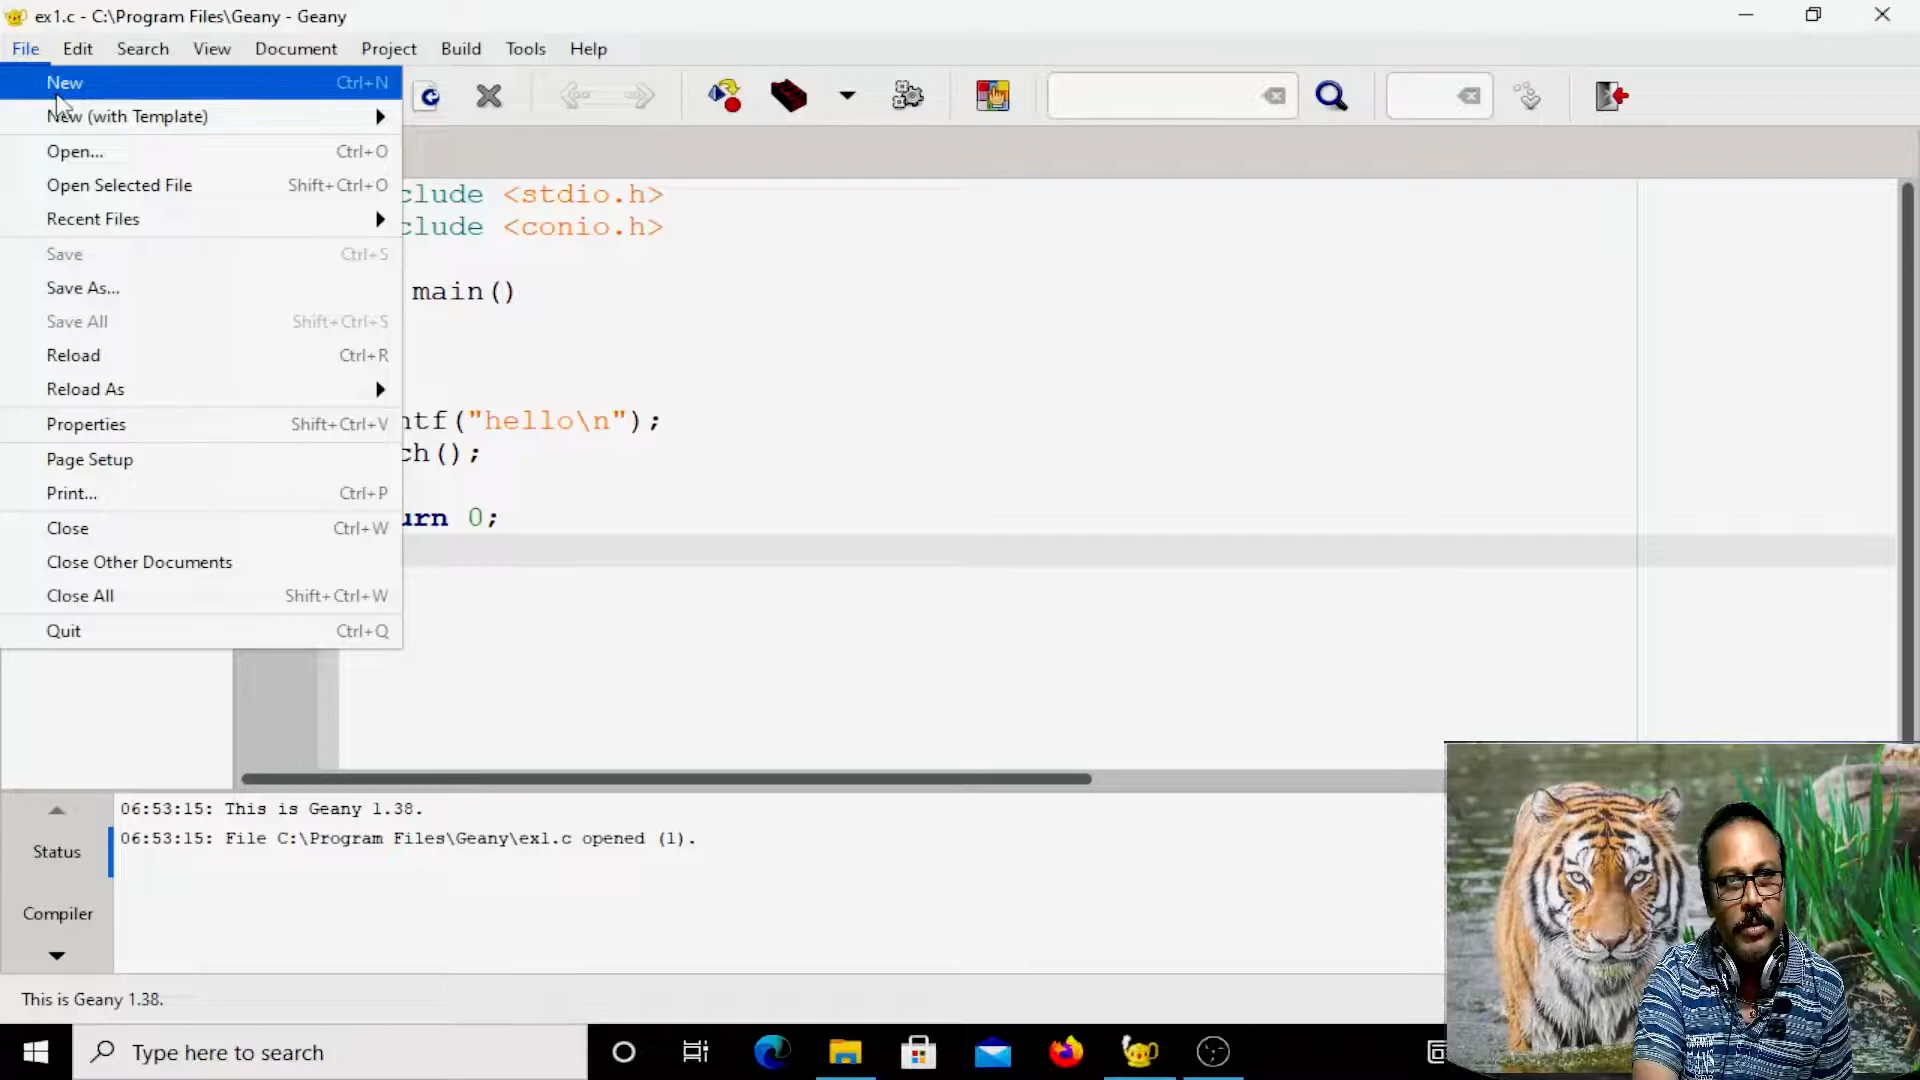 ex1.c - C:\Program Files\Geany - Geany
File Edit Search View Document Project Build Tools Help
New Ctrl+N
New (with Template)
Open... Ctrl+O
Open Selected File Shift+Ctrl+O
Recent Files
Save Ctrl+S
Save As...
Save All Shift+Ctrl+S
Reload Ctrl+R
Reload As
Properties Shift+Ctrl+V
Page Setup
Print... Ctrl+P
Close Ctrl+W
Close Other Documents
Close All Shift+Ctrl+W
Quit Ctrl+Q
clude <stdio.h>
clude <conio.h>
main()
ntf("hello\n");
ch();
urn 0;
Status
Compiler
06:53:15: This is Geany 1.38.
06:53:15: File C:\Program Files\Geany\ex1.c opened (1).
This is Geany 1.38.
Type here to search